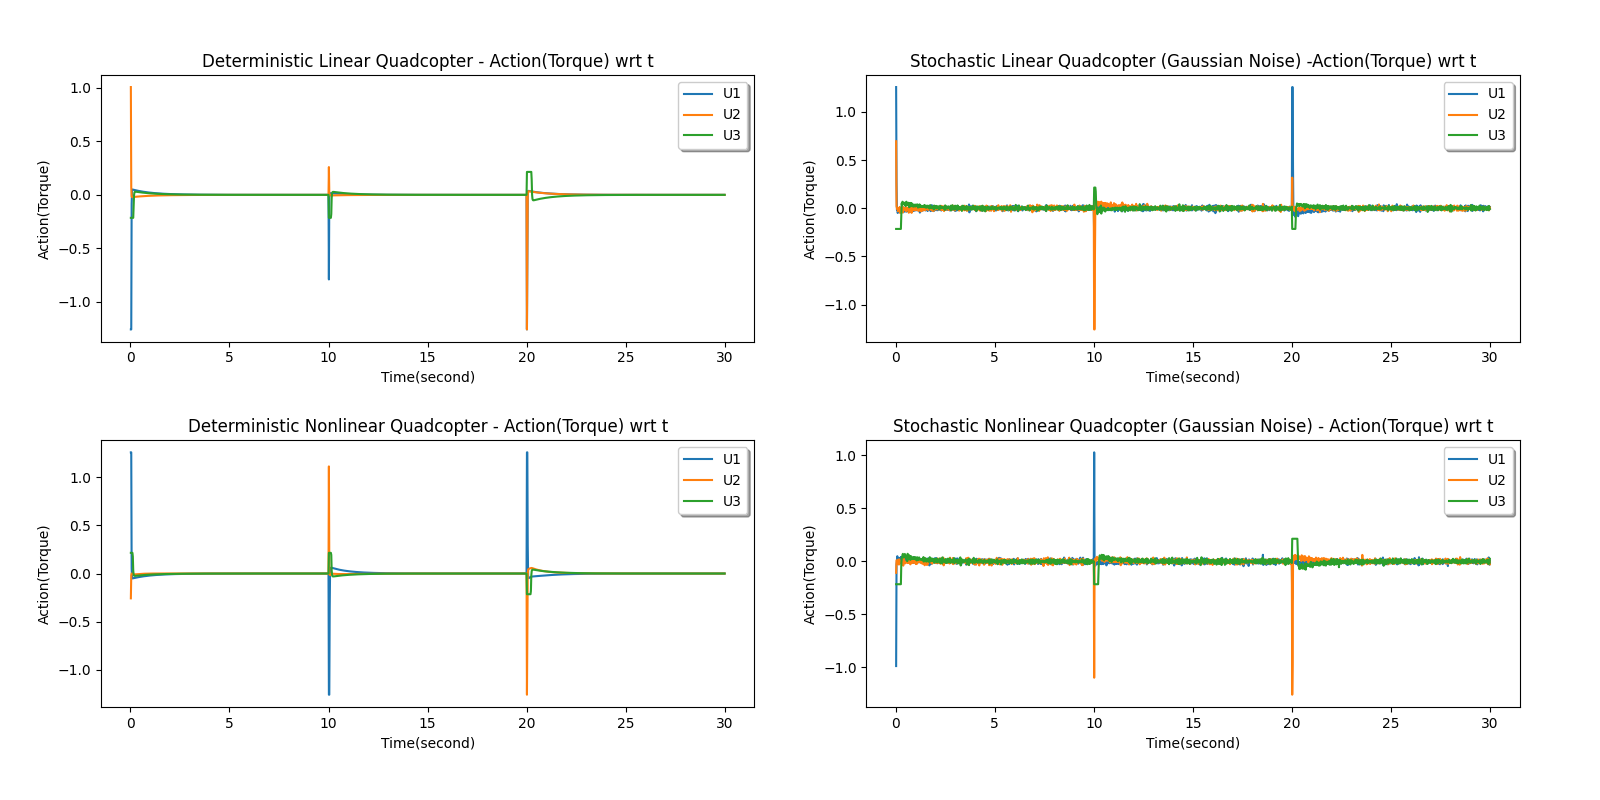 Deterministic Linear Quadcopter - Action(Torque) wrt t
Action(Torque)
1.0
0.5
0.0
−0.5
−1.0
U1
U2
U3
0 5 10 15 20 25 30
Time(second)
Stochastic Linear Quadcopter (Gaussian Noise) -Action(Torque) wrt t
Action(Torque)
1.0
0.5
0.0
−0.5
−1.0
U1
U2
U3
0 5 10 15 20 25 30
Time(second)
Deterministic Nonlinear Quadcopter - Action(Torque) wrt t
Action(Torque)
1.0
0.5
0.0
−0.5
−1.0
U1
U2
U3
0 5 10 15 20 25 30
Time(second)
Stochastic Nonlinear Quadcopter (Gaussian Noise) - Action(Torque) wrt t
Action(Torque)
1.0
0.5
0.0
−0.5
−1.0
U1
U2
U3
0 5 10 15 20 25 30
Time(second)